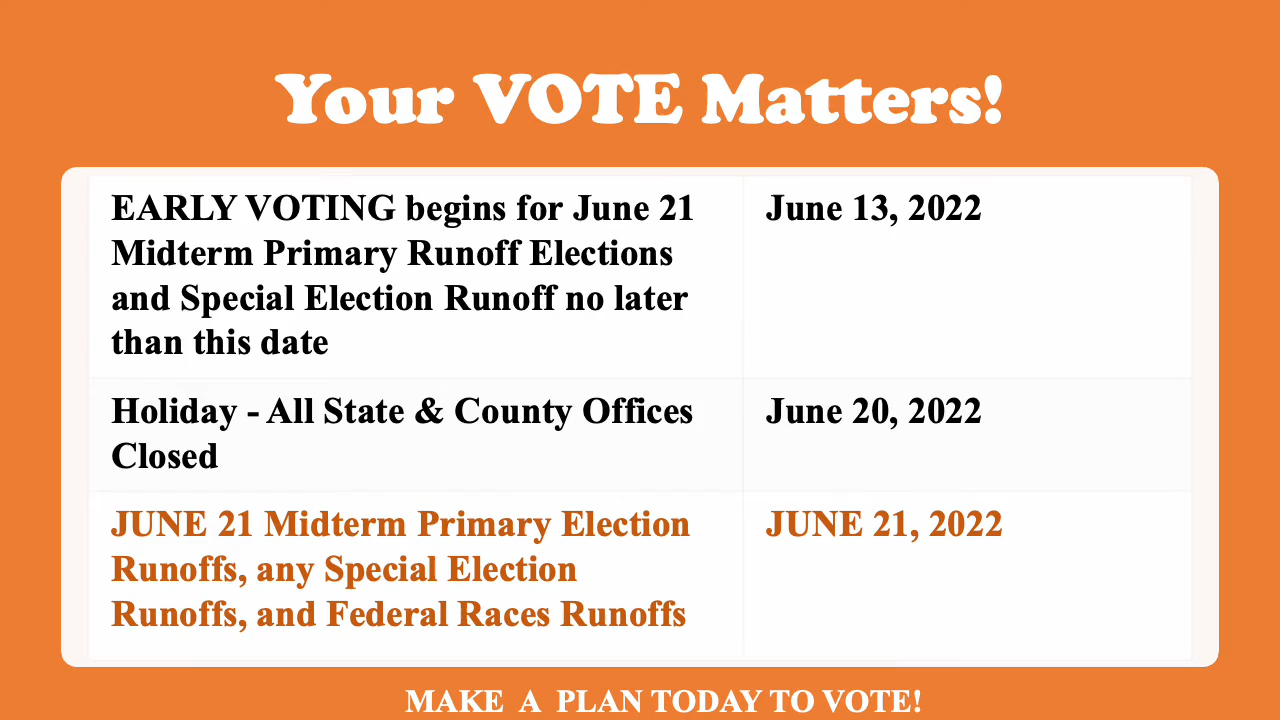 Your VOTE Matters!
EARLY VOTING begins for June 21
Midterm Primary Runoff Elections
and Special Election Runoff no later
than this date
June 13, 2022
Holiday - All State & County Offices
Closed
June 20, 2022
JUNE 21 Midterm Primary Election
Runoffs, any Special Election
Runoffs, and Federal Races Runoffs
JUNE 21, 2022
MAKE A PLAN TODAY TO VOTE!